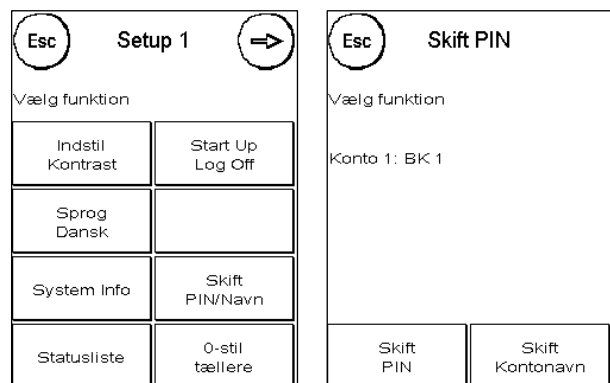 Esc
Setup 1
Vælg funktion
Indstil
Kontrast
Start Up
Log Off
Sprog
Dansk
System Info
Skift
PIN/Navn
Statusliste
0-stil
tællere
Esc
Skift PIN
Vælg funktion
Konto 1: BK 1
Skift
PIN
Skift
Kontonavn